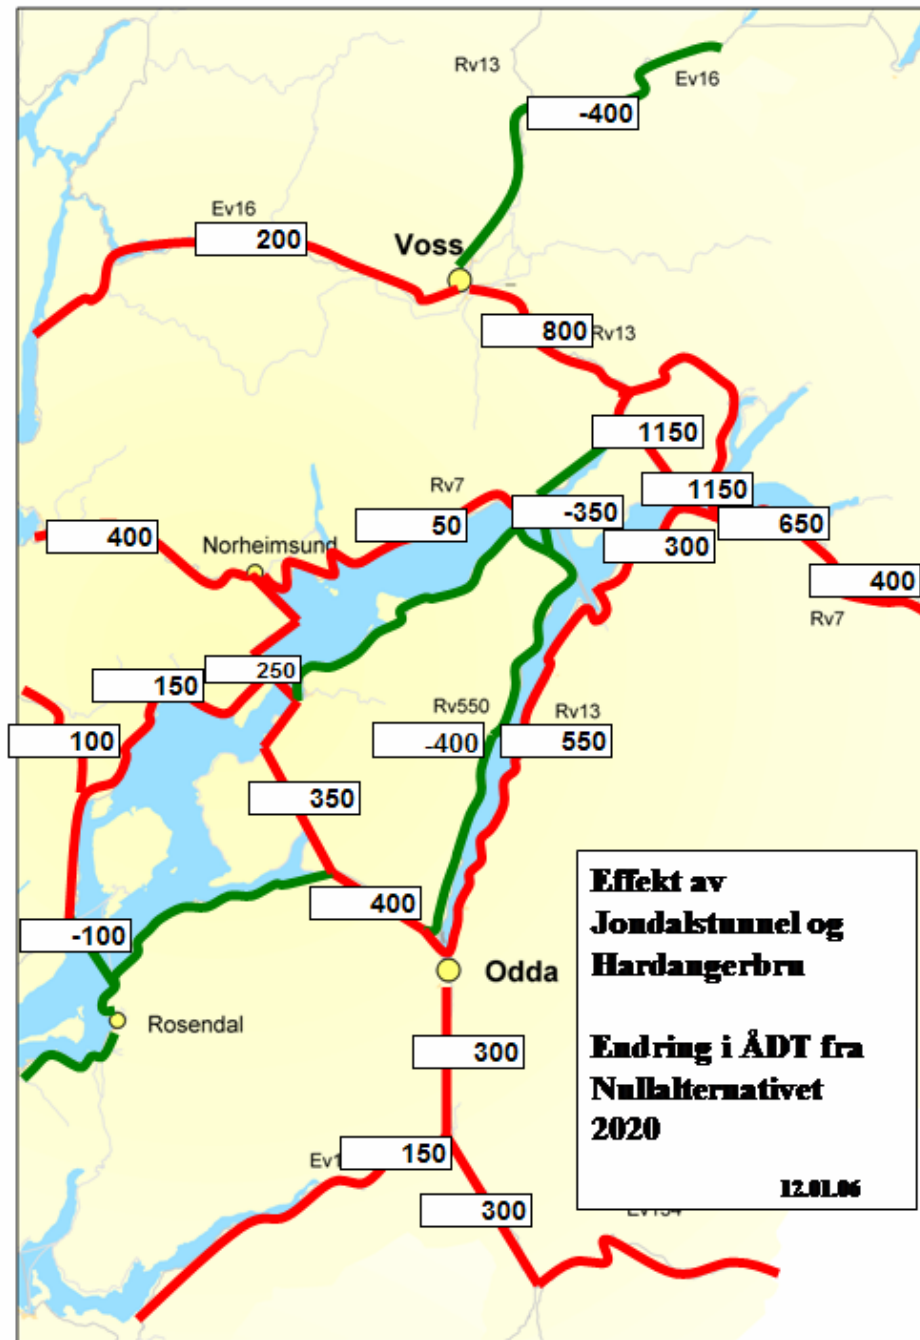 Rv13
Ev16
-400
Ev16
200
Voss
800
Rv13
1150
Rv7
1150
-350
50
650
400
Norheimsund
300
400
Rv7
250
150
Rv550
Rv13
100
-400
550
350
Effekt av
Jondalstunnel og
Hardangerbru
Endring i ÅDT fra
Nullalternativet
2020
12.01.06
400
-100
Odda
Rosendal
300
150
300